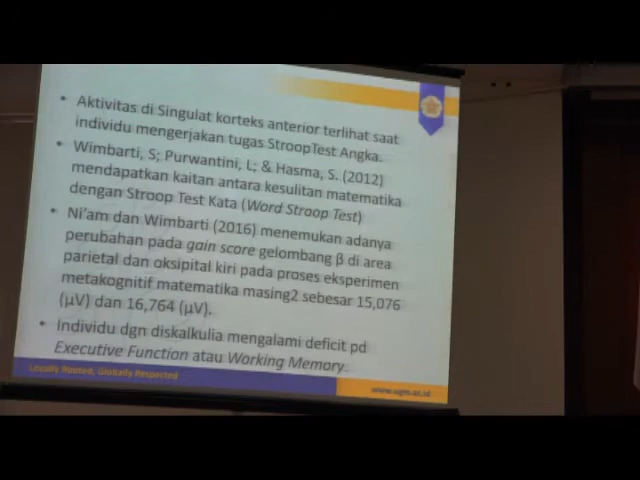 • Aktivitas di Singulat korteks anterior terlihat saat
individu mengerjakan tugas StroopTest Angka.
• Wimbarti, S; Purwantini, L; & Hasma, S. (2012)
mendapatkan kaitan antara kesulitan matematika
dengan Stroop Test Kata (Word Stroop Test)
• Ni'am dan Wimbarti (2016) menemukan adanya
perubahan pada gain score gelombang β di area
parietal dan oksipital kiri pada proses eksperimen
metakognitif matematika masing2 sebesar 15,076
(µV) dan 16,764 (µV).
• Individu dgn diskalkulia mengalami deficit pd
Executive Function atau Working Memory.
Locally Rooted, Globally Respected
www.ugm.ac.id